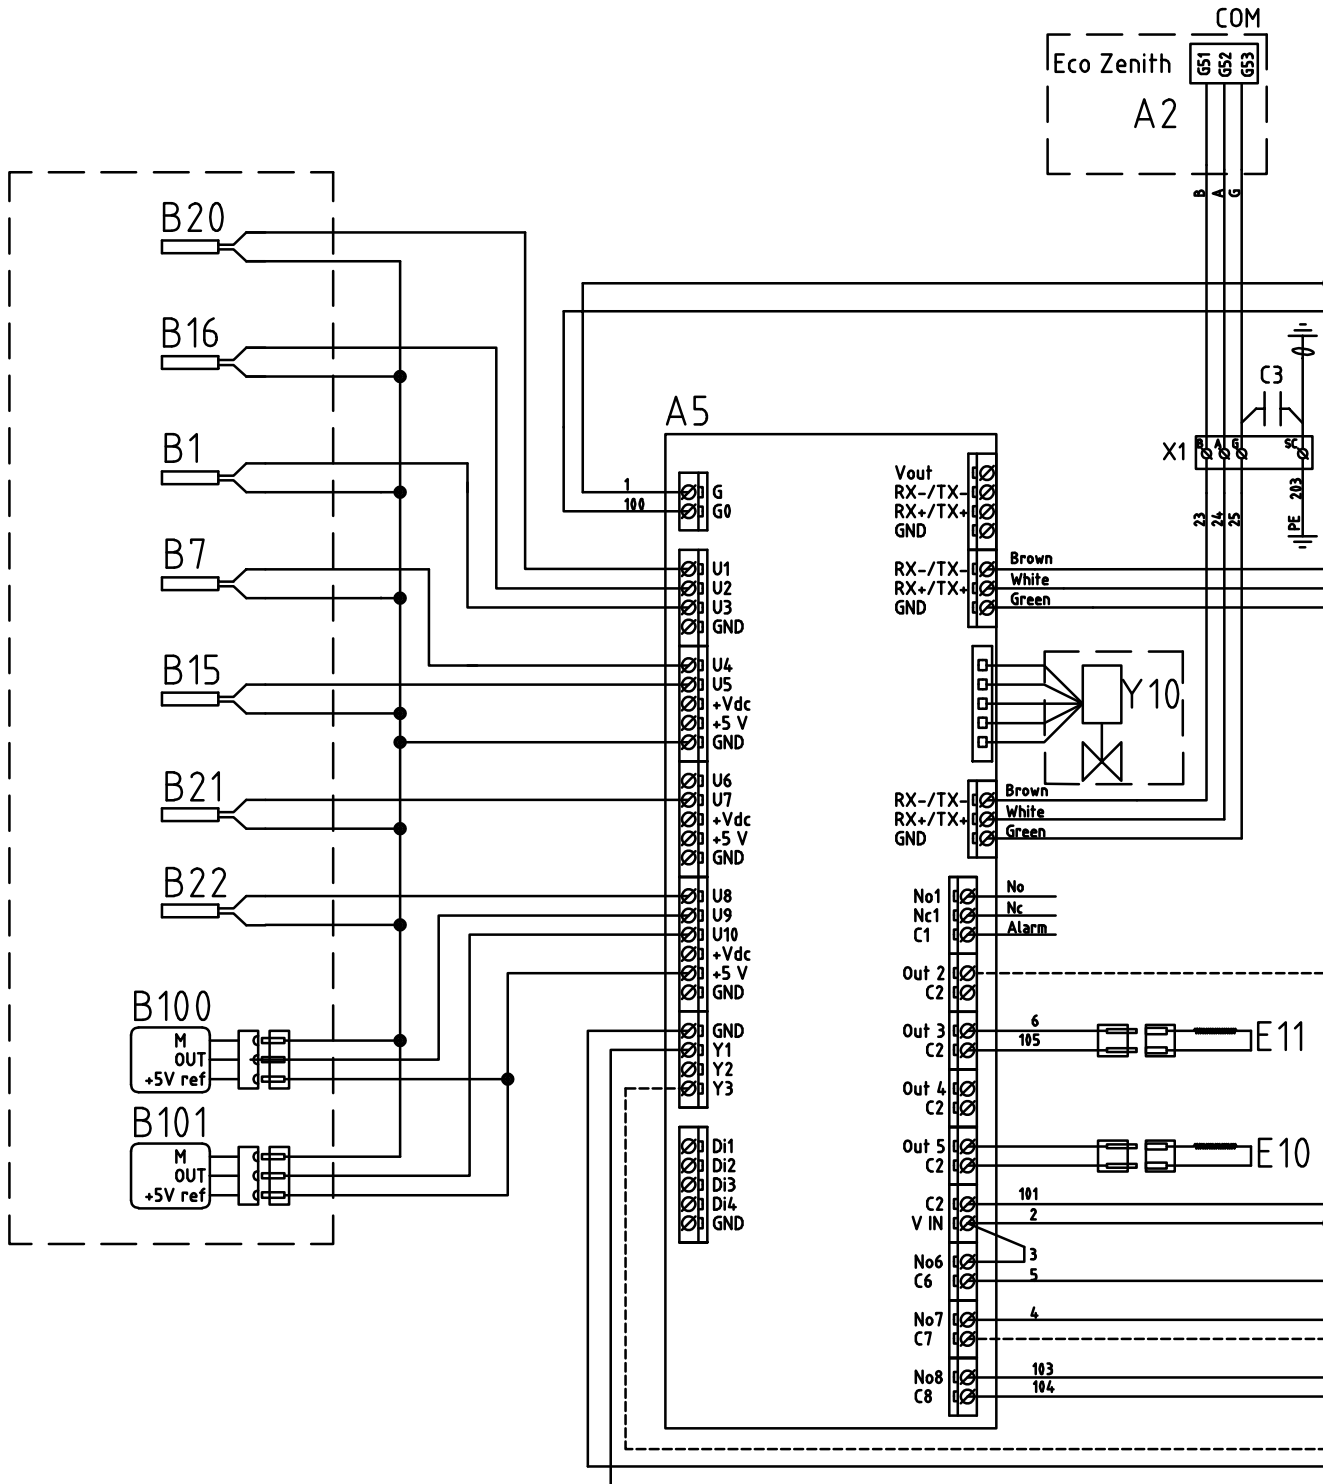 COM
Eco Zenith
G51
G52
G53
A2
B
A
G
B20
B16
B1
B7
B15
B21
B22
B100
M
OUT
+5V ref
B101
M
OUT
+5V ref
A5
1
100
G
G0
U1
U2
U3
GND
U4
U5
+Vdc
+5 V
GND
U6
U7
+Vdc
+5 V
GND
U8
U9
U10
+Vdc
+5 V
GND
GND
Y1
Y2
Y3
Di1
Di2
Di3
Di4
GND
Vout
RX-/TX-
RX+/TX+
GND
RX-/TX-
RX+/TX+
GND
Brown
White
Green
Y10
RX-/TX-
RX+/TX+
GND
Brown
White
Green
C3
X1
B
A
G
SC
23
24
25
203
PE
No1
Nc1
C1
No
Nc
Alarm
Out 2
C2
Out 3
C2
6
105
E11
Out 4
C2
Out 5
C2
E10
C2
V IN
101
2
No6
C6
3
5
No7
C7
4
No8
C8
103
104